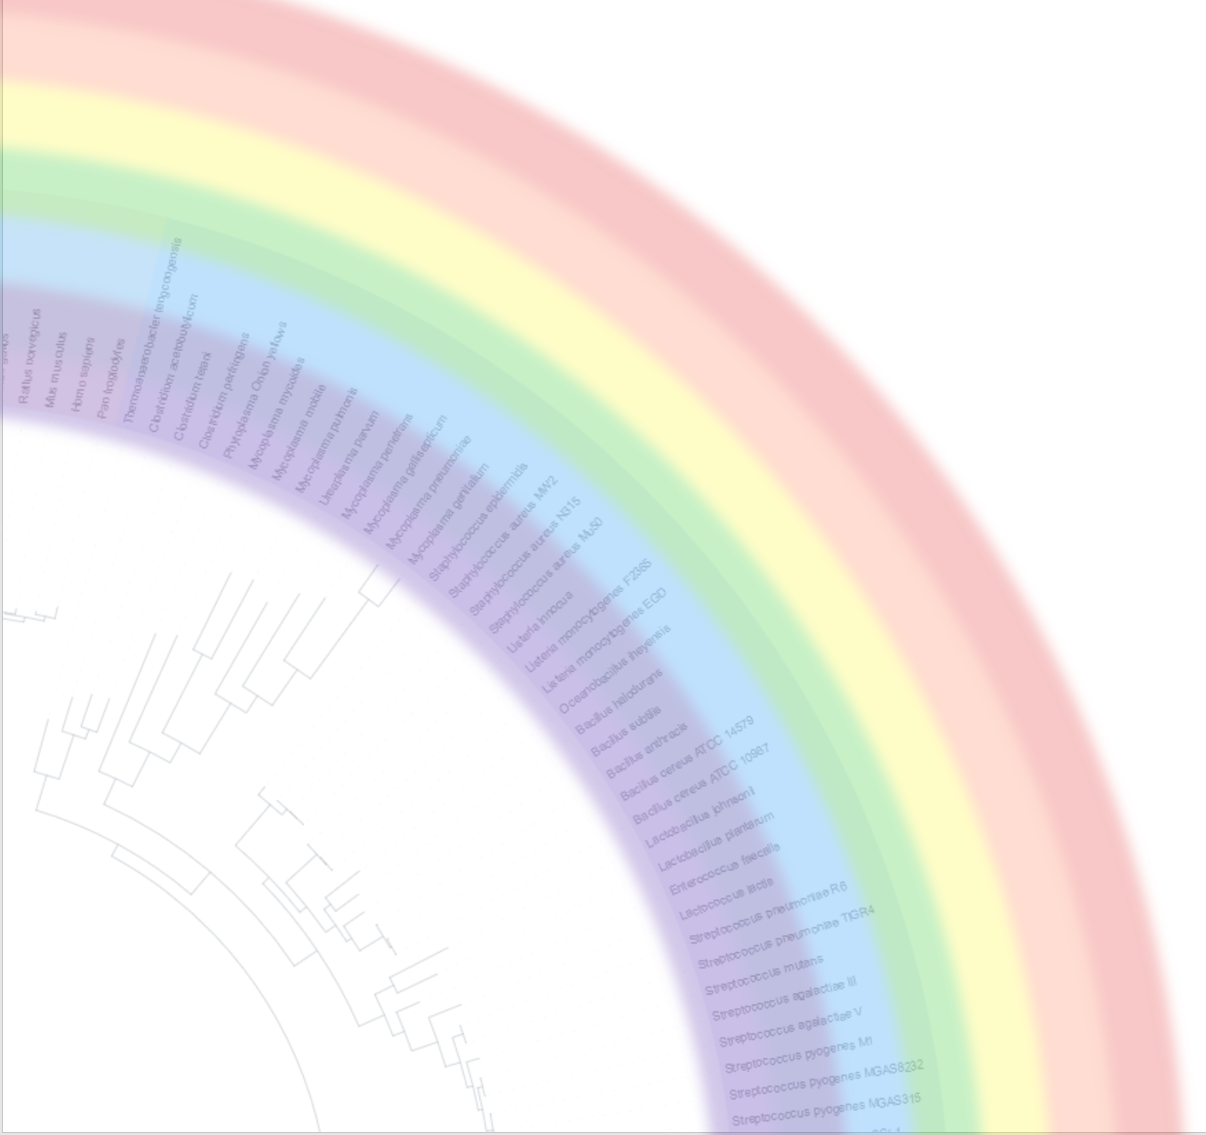 Rattus norvegicus
Mus musculus
Homo sapiens
Pan troglodytes
Thermoanaerobacter tengcongensis
Clostridium acetobutylicum
Clostridium tetani
Clostridium perfringens
Phytoplasma Onion yellows
Mycoplasma mycoides
Mycoplasma mobile
Mycoplasma pulmonis
Ureaplasma parvum
Mycoplasma penetrans
Mycoplasma gallisepticum
Mycoplasma pneumoniae
Mycoplasma genitalium
Staphylococcus epidermidis
Staphylococcus aureus MW2
Staphylococcus aureus N315
Staphylococcus aureus Mu50
Listeria innocua
Listeria monocytogenes F2365
Listeria monocytogenes EGD
Oceanobacillus iheyensis
Bacillus halodurans
Bacillus subtilis
Bacillus anthracis
Bacillus cereus ATCC 14579
Bacillus cereus ATCC 10987
Lactobacillus johnsonii
Lactobacillus plantarum
Enterococcus faecalis
Lactococcus lactis
Streptococcus pneumoniae R6
Streptococcus pneumoniae TIGR4
Streptococcus mutans
Streptococcus agalactiae III
Streptococcus agalactiae V
Streptococcus pyogenes M1
Streptococcus pyogenes MGAS8232
Streptococcus pyogenes MGAS315